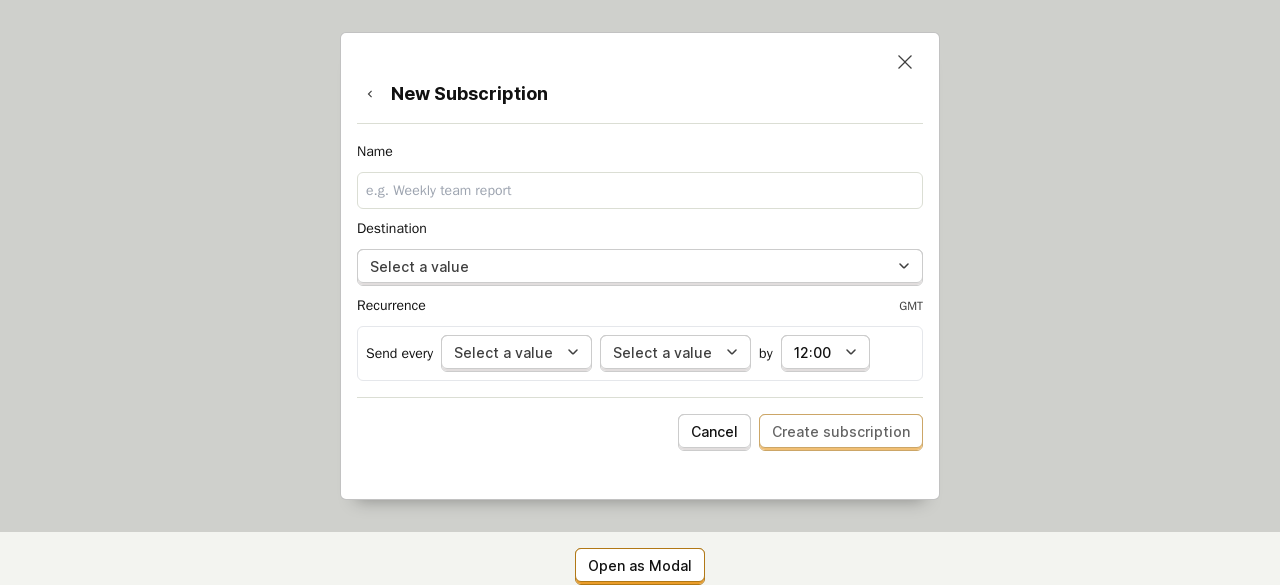 New Subscription
Name
e.g. Weekly team report
Destination
Select a value
Recurrence GMT
Send every Select a value Select a value by 12:00
Cancel Create subscription
Open as Modal